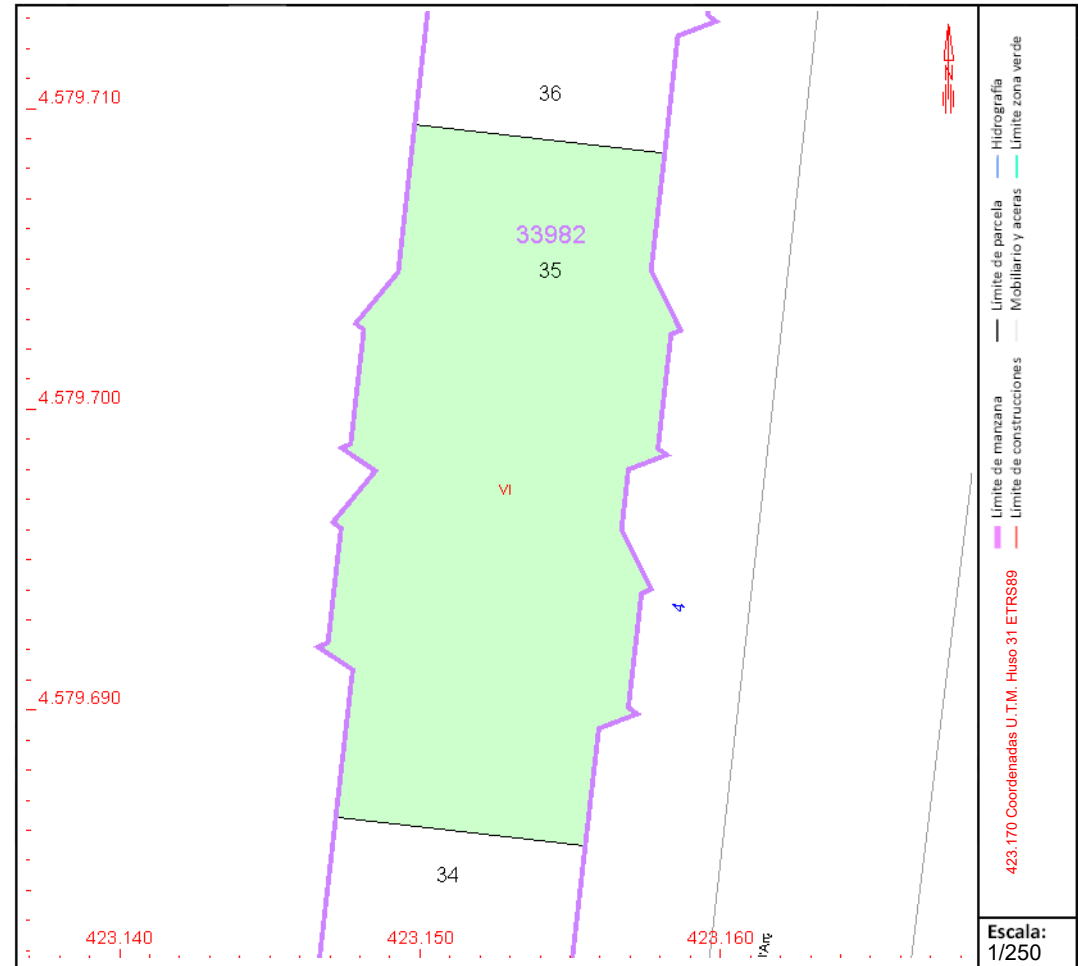 36
4.579.710
33982
35
4.579.700
VI
4.579.690
4
34
423.140
423.150
423.160
l'Arr.
N
Hidrografía
Límite zona verde
Límite de parcela
Mobiliario y aceras
Límite de manzana
Límite de construcciones
423.170 Coordenadas U.T.M. Huso 31 ETRS89
Escala:
1/250